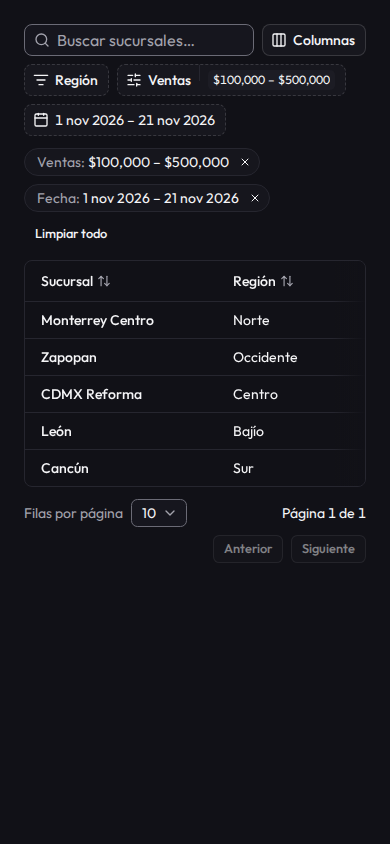 Buscar sucursales... Columnas
Región Ventas $100,000 – $500,000
1 nov 2026 – 21 nov 2026
Ventas: $100,000 – $500,000
Fecha: 1 nov 2026 – 21 nov 2026
Limpiar todo
Sucursal Región
Monterrey Centro Norte
Zapopan Occidente
CDMX Reforma Centro
León Bajío
Cancún Sur
Filas por página 10 Página 1 de 1
Anterior Siguiente